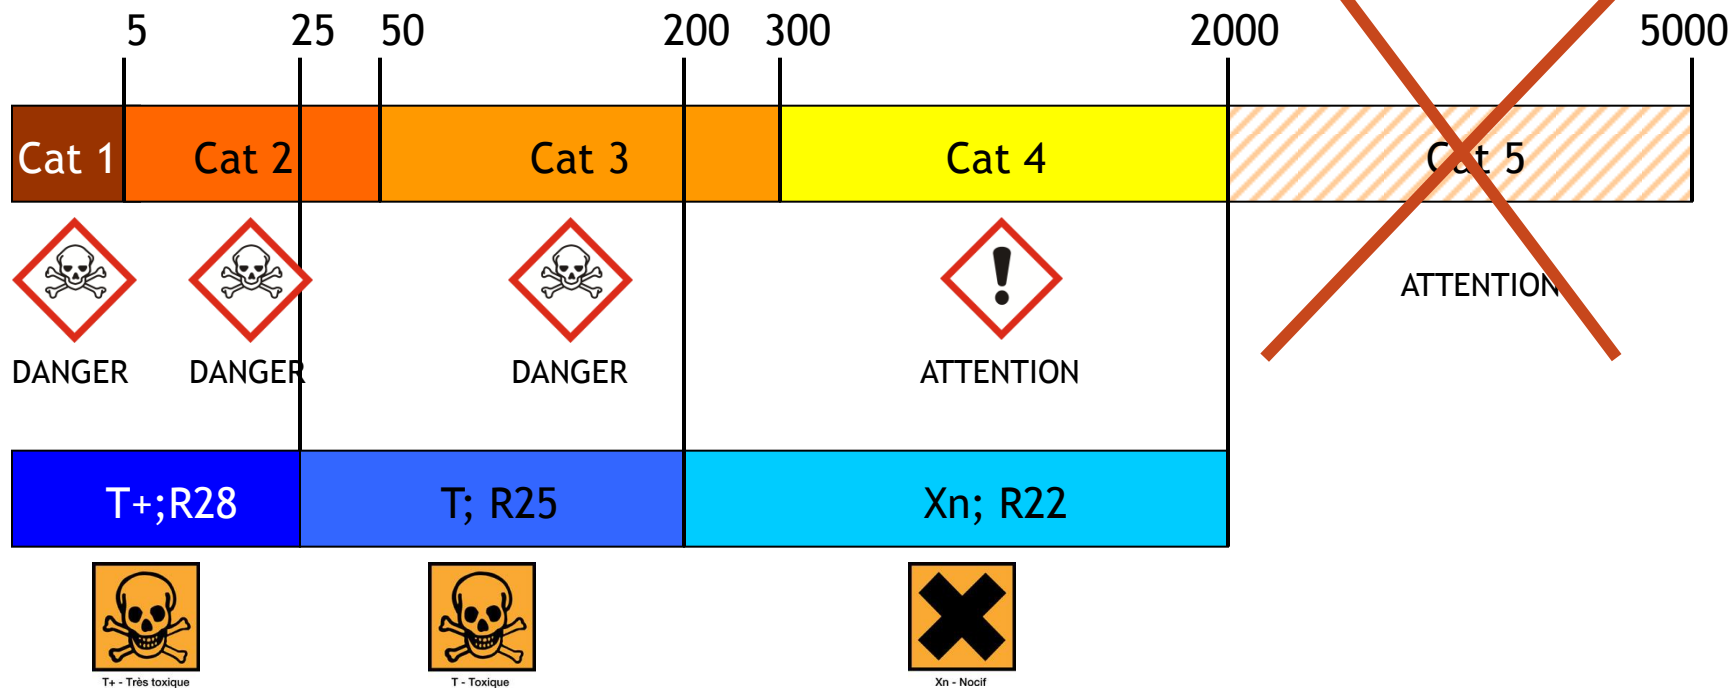 5 25 50 200 300 2000 5000
Cat 1 Cat 2 Cat 3 Cat 4 Cat 5
ATTENTION
DANGER DANGER DANGER ATTENTION
T+;R28 T; R25 Xn; R22
T+ - Très toxique T - Toxique Xn - Nocif